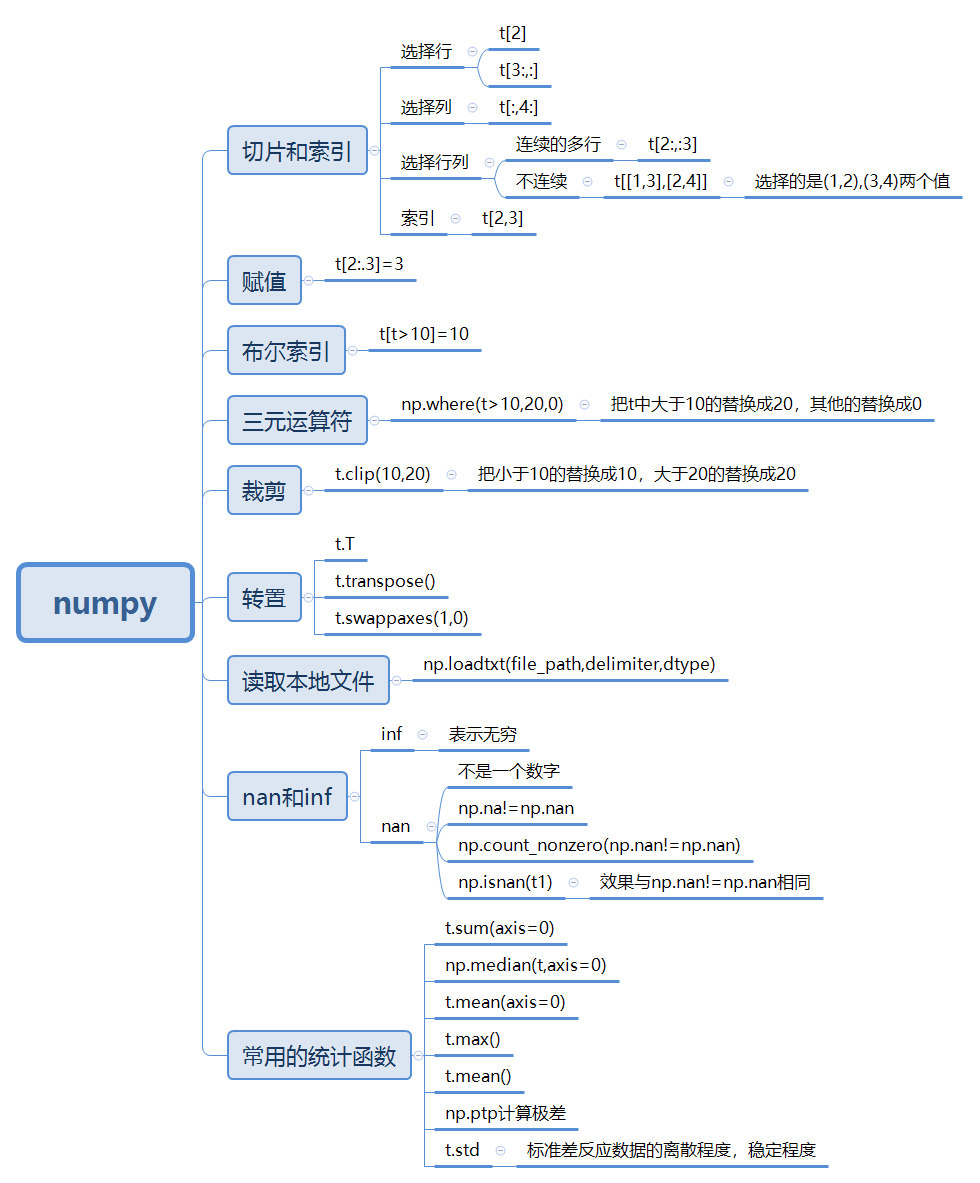 numpy
切片和索引
选择行
t[2]
t[3:,:]
选择列
t[:,4:]
选择行列
连续的多行
t[2:,:3]
不连续
t[[1,3],[2,4]]
选择的是(1,2),(3,4)两个值
索引
t[2,3]
赋值
t[2:.3]=3
布尔索引
t[t>10]=10
三元运算符
np.where(t>10,20,0)
把t中大于10的替换成20，其他的替换成0
裁剪
t.clip(10,20)
把小于10的替换成10，大于20的替换成20
转置
t.T
t.transpose()
t.swappaxes(1,0)
读取本地文件
np.loadtxt(file_path,delimiter,dtype)
nan和inf
inf
表示无穷
nan
不是一个数字
np.na!=np.nan
np.count_nonzero(np.nan!=np.nan)
np.isnan(t1)
效果与np.nan!=np.nan相同
常用的统计函数
t.sum(axis=0)
np.median(t,axis=0)
t.mean(axis=0)
t.max()
t.mean()
np.ptp计算极差
t.std
标准差反应数据的离散程度，稳定程度